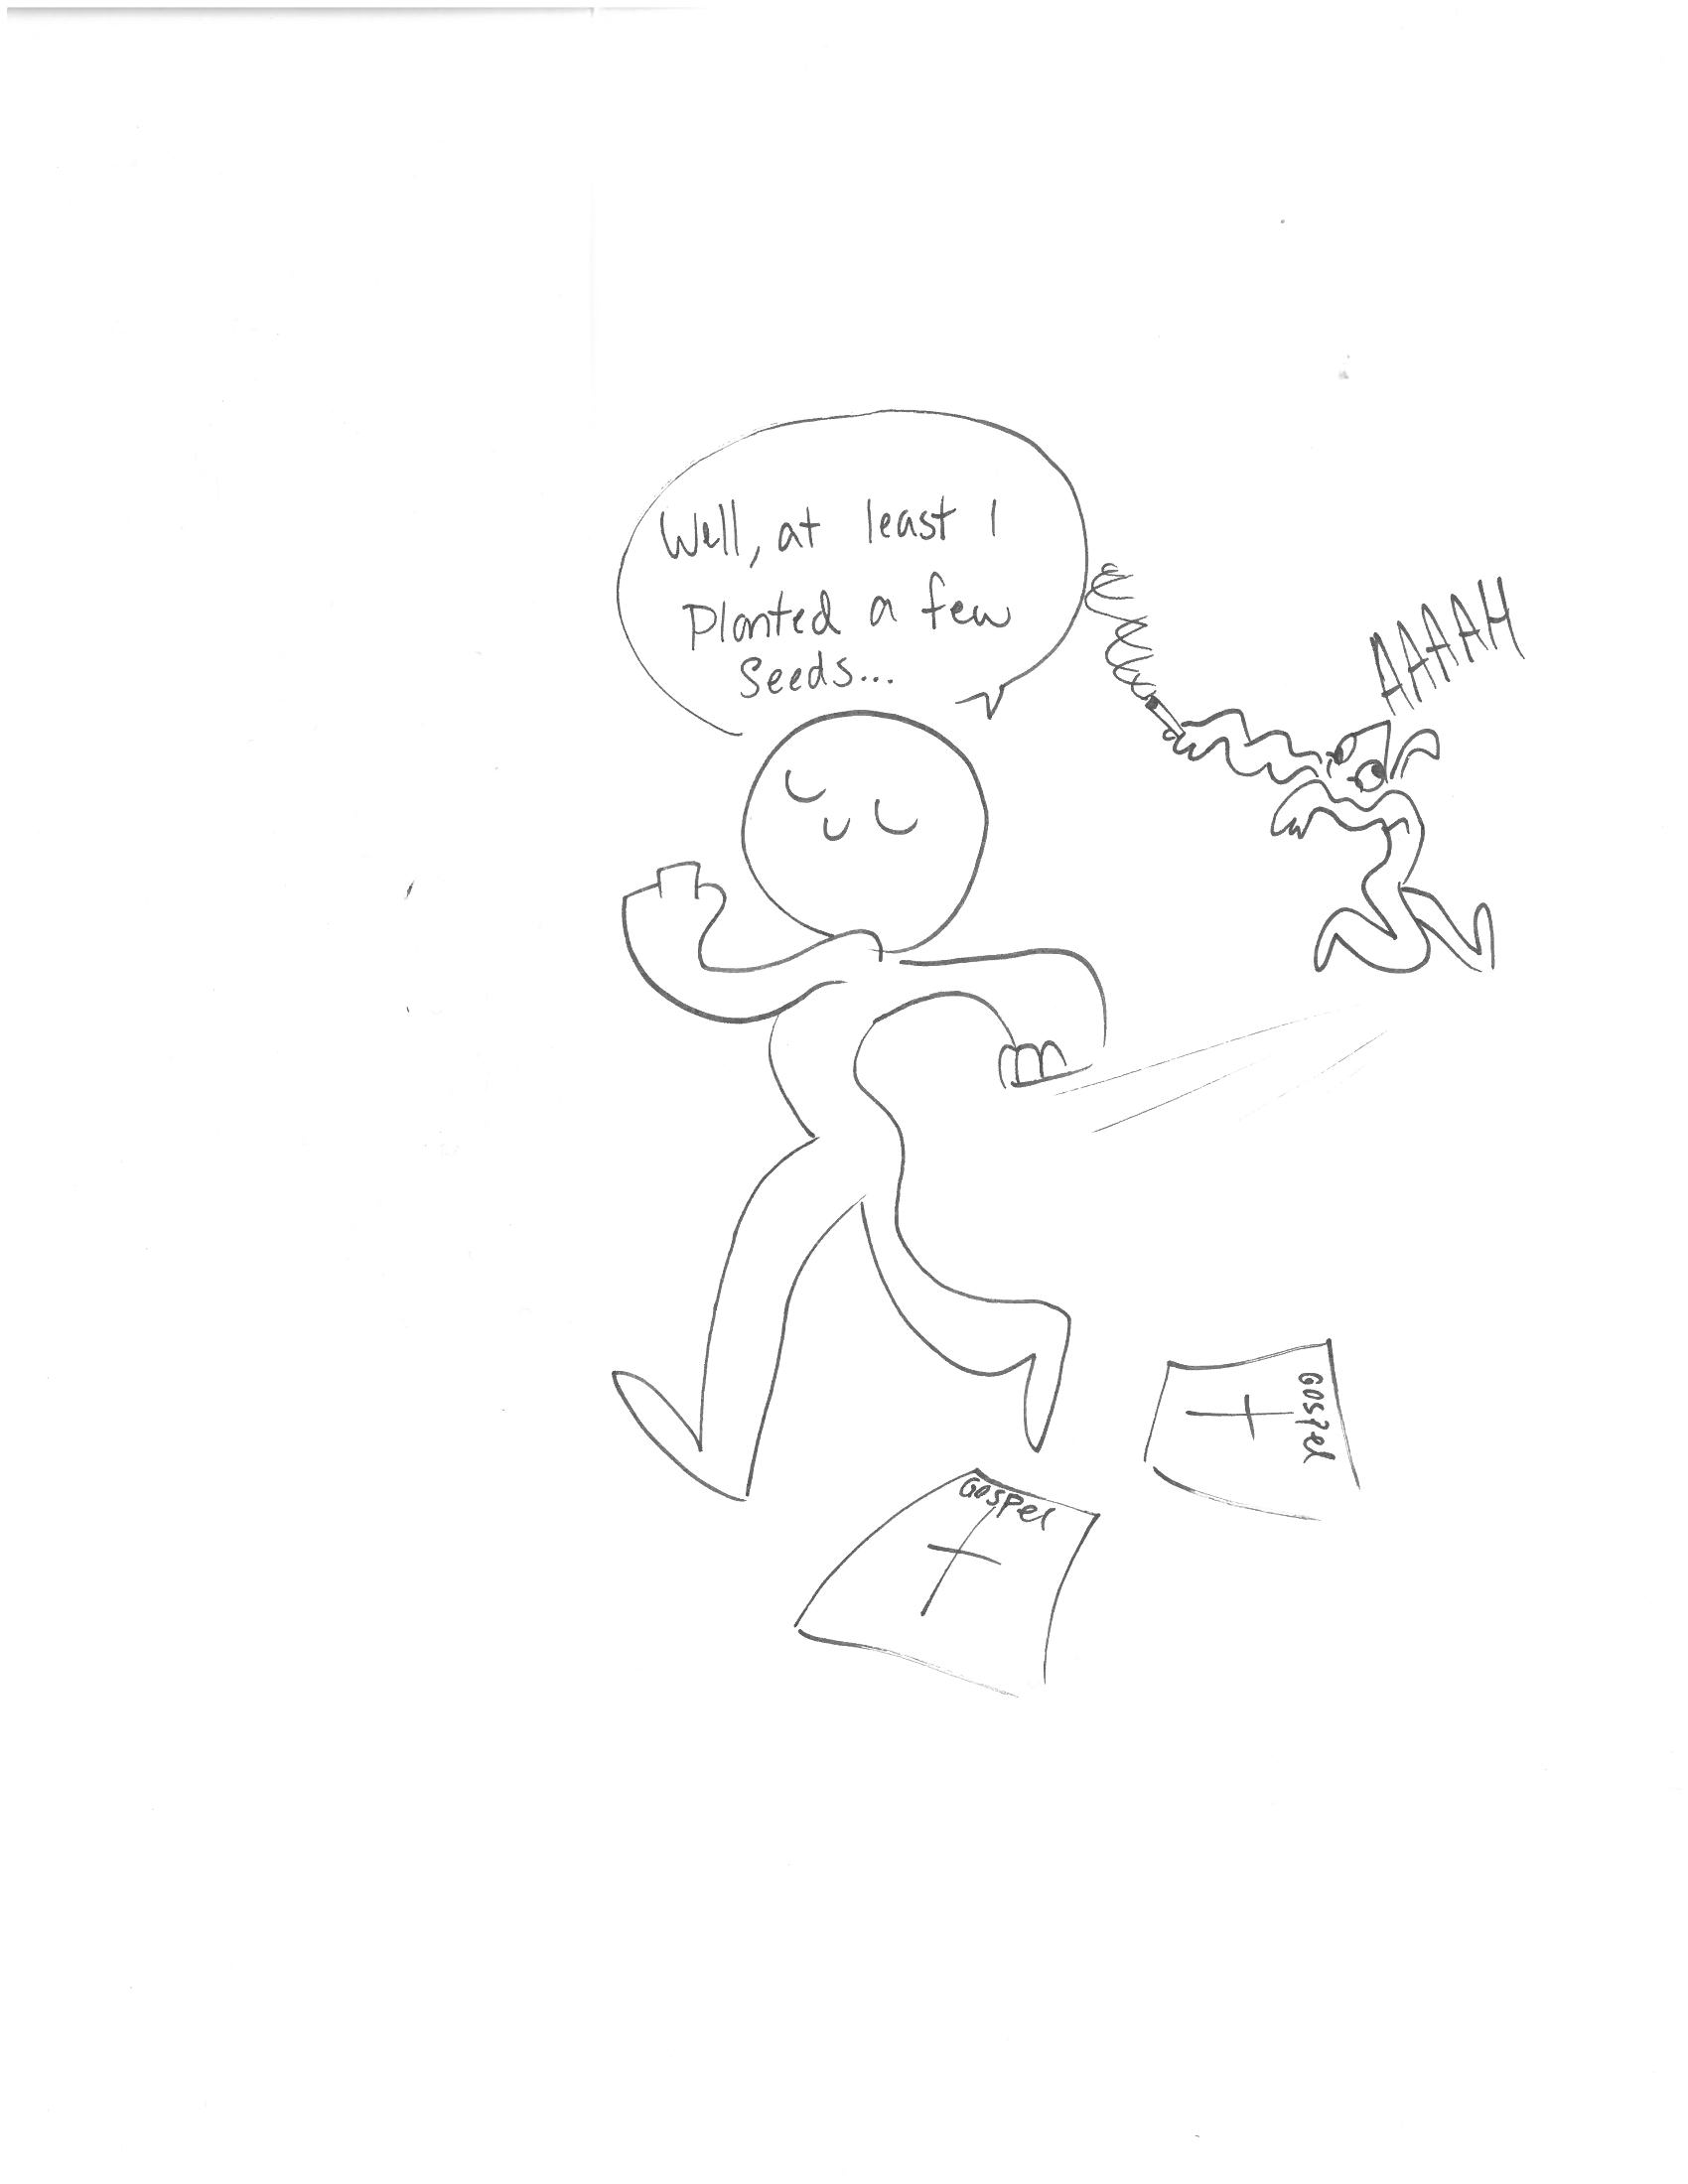 Well, at least I
planted a few
seeds...
AAAAH
Gospel
Gospel